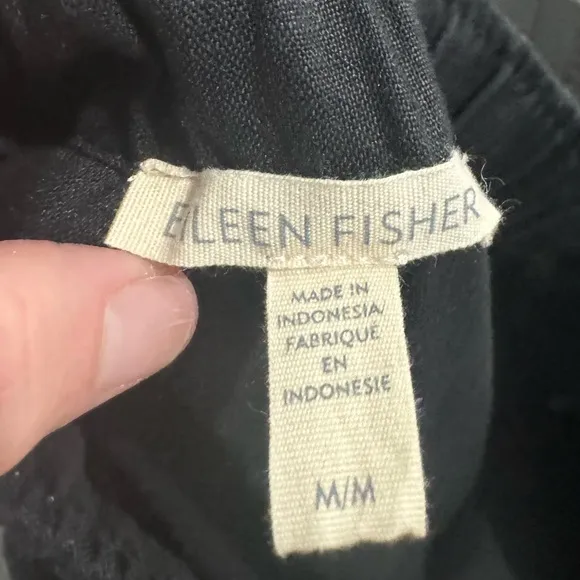 EILEEN FISHER
MADE IN
INDONESIA/
FABRIQUE
EN
INDONESIE
M/M